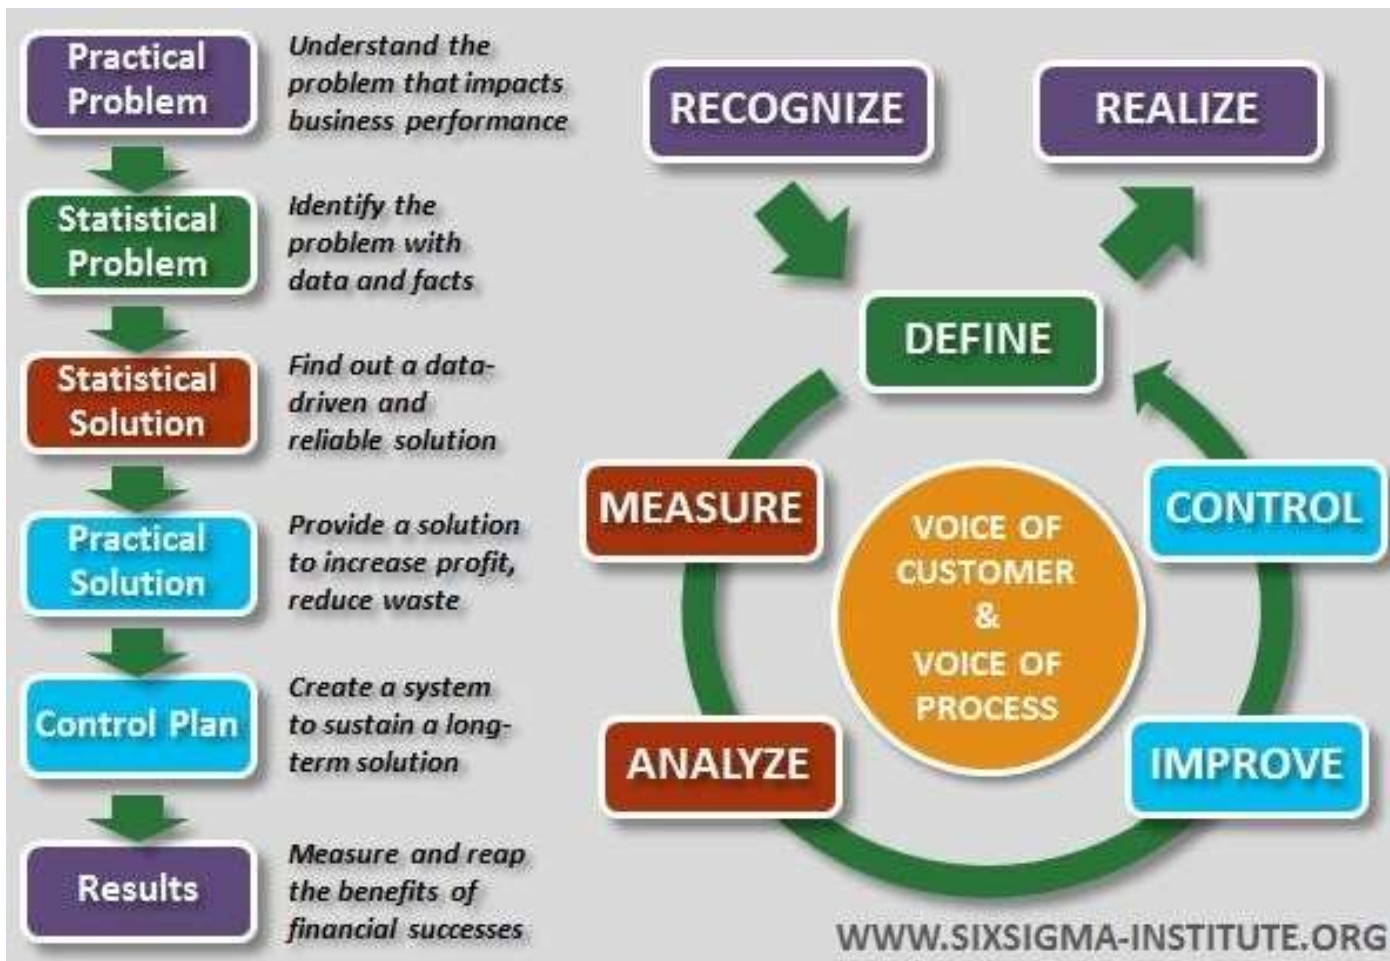 Practical
Problem
Understand the
problem that impacts
business performance
Statistical
Problem
Identify the
problem with
data and facts
Statistical
Solution
Find out a data-
driven and
reliable solution
Practical
Solution
Provide a solution
to increase profit,
reduce waste
Control Plan
Create a system
to sustain a long-
term solution
Results
Measure and reap
the benefits of
financial successes
RECOGNIZE
REALIZE
DEFINE
MEASURE
CONTROL
VOICE OF
CUSTOMER
&
VOICE OF
PROCESS
ANALYZE
IMPROVE
WWW.SIXSIGMA-INSTITUTE.ORG